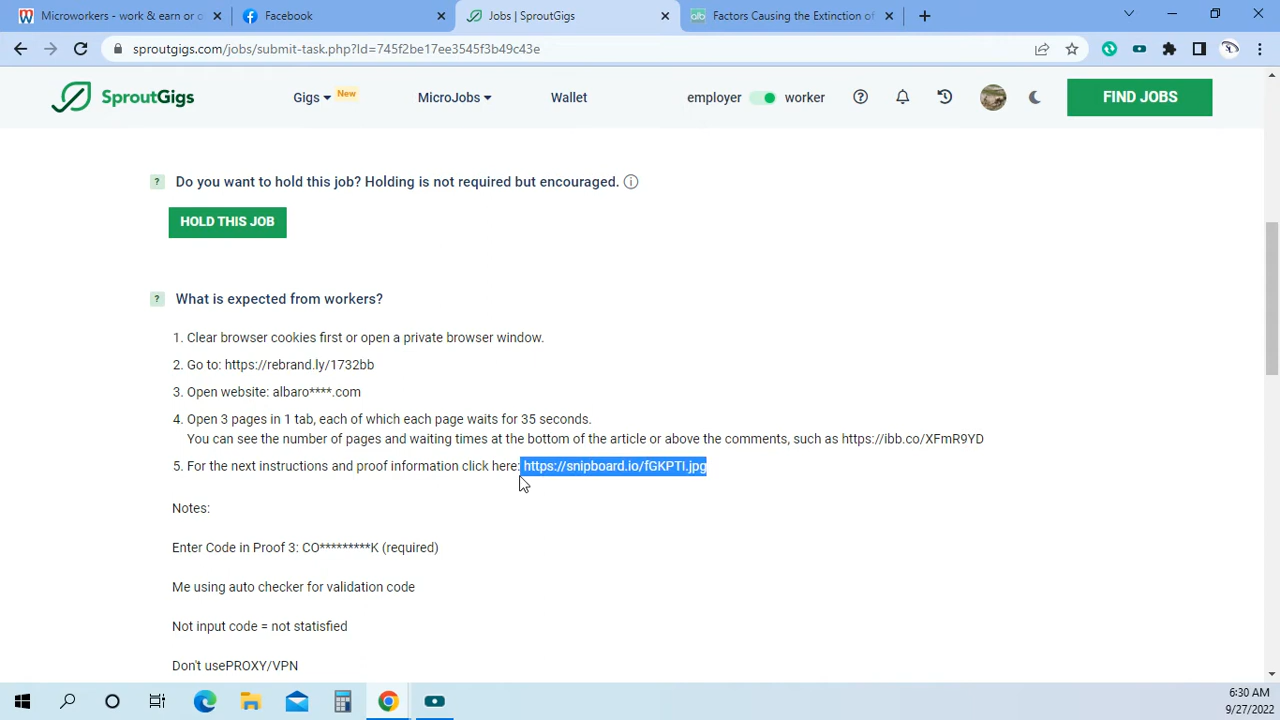 Microworkers - work & earn or o
Facebook
Jobs | SproutGigs
alb
Factors Causing the Extinction of
sproutgigs.com/jobs/submit-task.php?Id=745f2be17ee3545f3b49c43e
SproutGigs
Gigs
New
MicroJobs
Wallet
employer
worker
FIND JOBS
? Do you want to hold this job? Holding is not required but encouraged.
HOLD THIS JOB
? What is expected from workers?
1. Clear browser cookies first or open a private browser window.
2. Go to: https://rebrand.ly/1732bb
3. Open website: albaro****.com
4. Open 3 pages in 1 tab, each of which each page waits for 35 seconds.
You can see the number of pages and waiting times at the bottom of the article or above the comments, such as https://ibb.co/XFmR9YD
5. For the next instructions and proof information click here: https://snipboard.io/fGKPTI.jpg
Notes:
Enter Code in Proof 3: CO*********K (required)
Me using auto checker for validation code
Not input code = not statisfied
Don't usePROXY/VPN
6:30 AM
9/27/2022